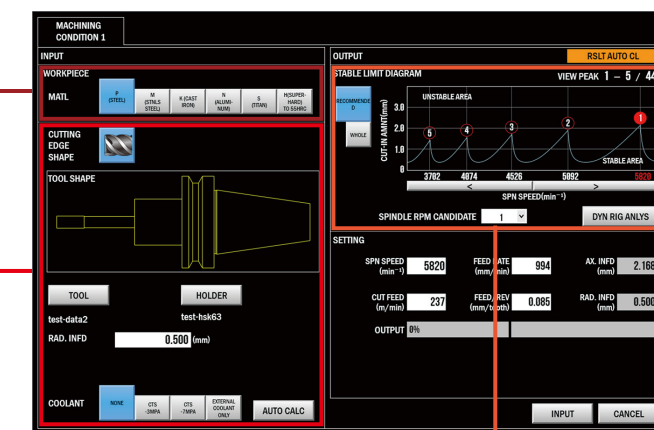 MACHINING
CONDITION 1
INPUT
WORKPIECE
MATL
P
(STEEL)
M
(STNLS
STEEL)
K (CAST
IRON)
N
(ALUMI-
NUM)
S
(TITAN)
H(SUPER-
HARD)
TO 55HRC
CUTTING
EDGE
SHAPE
TOOL SHAPE
TOOL
HOLDER
test-data2
test-hsk63
RAD. INFD
0.500 (mm)
COOLANT
NONE
CTS
-3MPA
CTS
-7MPA
EXTERNAL
COOLANT
ONLY
AUTO CALC
OUTPUT
RSLT AUTO CL
STABLE LIMIT DIAGRAM
VIEW PEAK 1 – 5 / 44
RECOMMENDE
D
WHOLE
CUT-IN AMNT(mm)
3.0
2.0
1.0
0
UNSTABLE AREA
5
4
3
2
1
STABLE AREA
3782 4074 4526 5092 5820
< >
SPN SPEED(min⁻¹)
SPINDLE RPM CANDIDATE 1
DYN RIG ANLYS
SETTING
SPN SPEED
(min⁻¹)
5820
FEED RATE
(mm/min)
994
AX. INFD
(mm)
2.168
CUT FEED
(m/min)
237
FEED/REV
(mm/tooth)
0.085
RAD. INFD
(mm)
0.500
OUTPUT 0%
INPUT
CANCEL